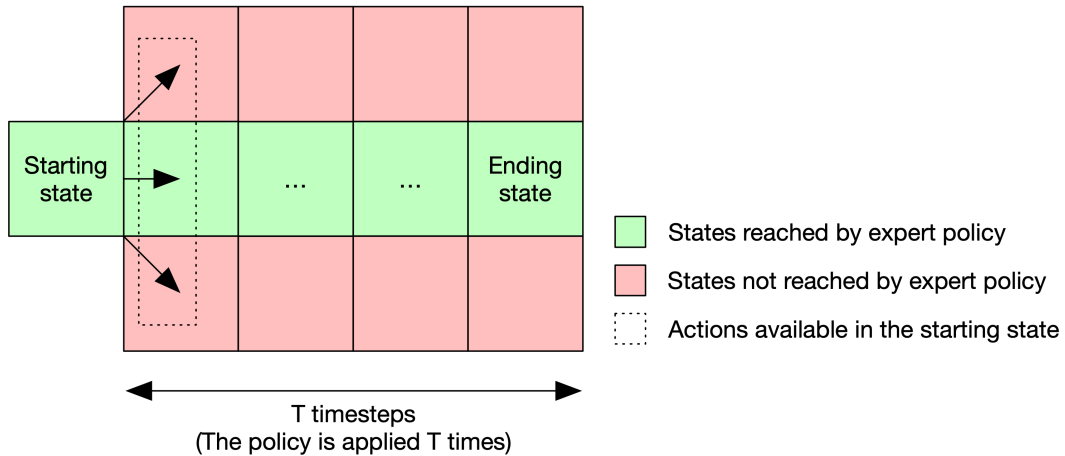 Starting
state
...
...
Ending
state
States reached by expert policy
States not reached by expert policy
Actions available in the starting state
T timesteps
(The policy is applied T times)